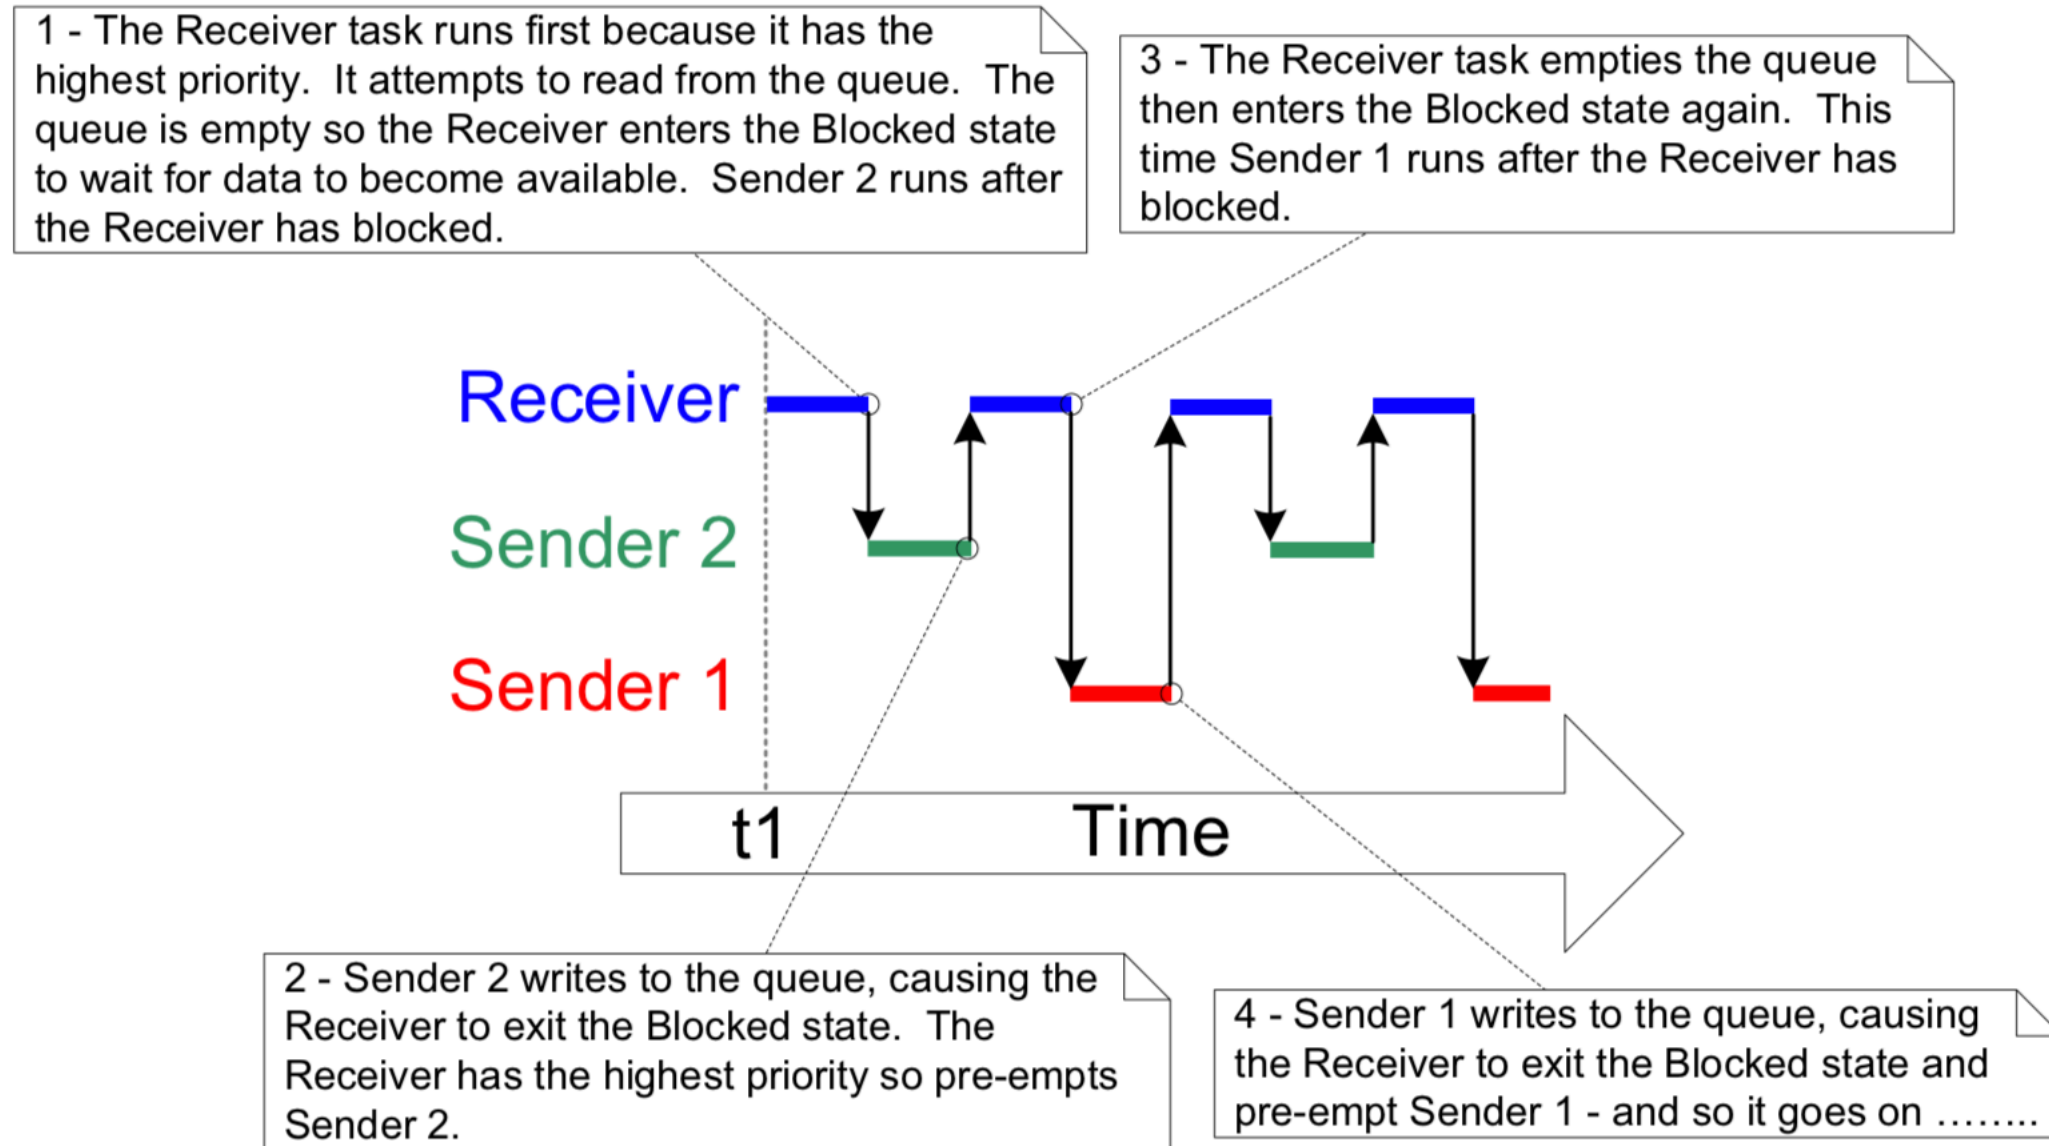 1 - The Receiver task runs first because it has the
highest priority.  It attempts to read from the queue.  The
queue is empty so the Receiver enters the Blocked state
to wait for data to become available.  Sender 2 runs after
the Receiver has blocked.
3 - The Receiver task empties the queue
then enters the Blocked state again.  This
time Sender 1 runs after the Receiver has
blocked.
Receiver
Sender 2
Sender 1
t1
Time
2 - Sender 2 writes to the queue, causing the
Receiver to exit the Blocked state.  The
Receiver has the highest priority so pre-empts
Sender 2.
4 - Sender 1 writes to the queue, causing
the Receiver to exit the Blocked state and
pre-empt Sender 1 - and so it goes on ……...